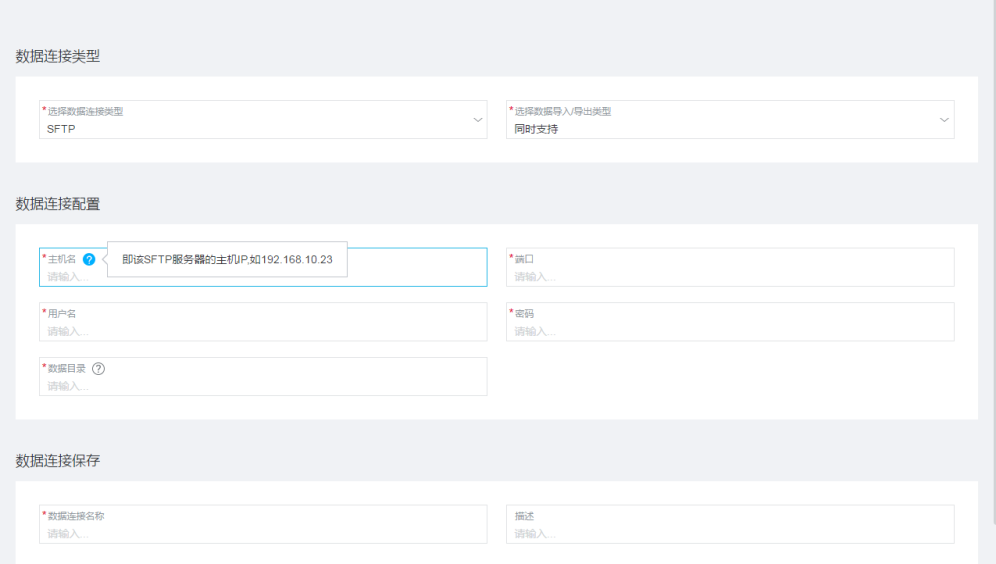 数据连接类型
*选择数据连接类型
SFTP
*选择数据导入/导出类型
同时支持
数据连接配置
*主机名 ?
即该SFTP服务器的主机IP,如192.168.10.23
请输入...
*端口
请输入...
*用户名
请输入...
*密码
请输入...
*数据目录 ?
请输入...
数据连接保存
*数据连接名称
请输入...
描述
请输入...